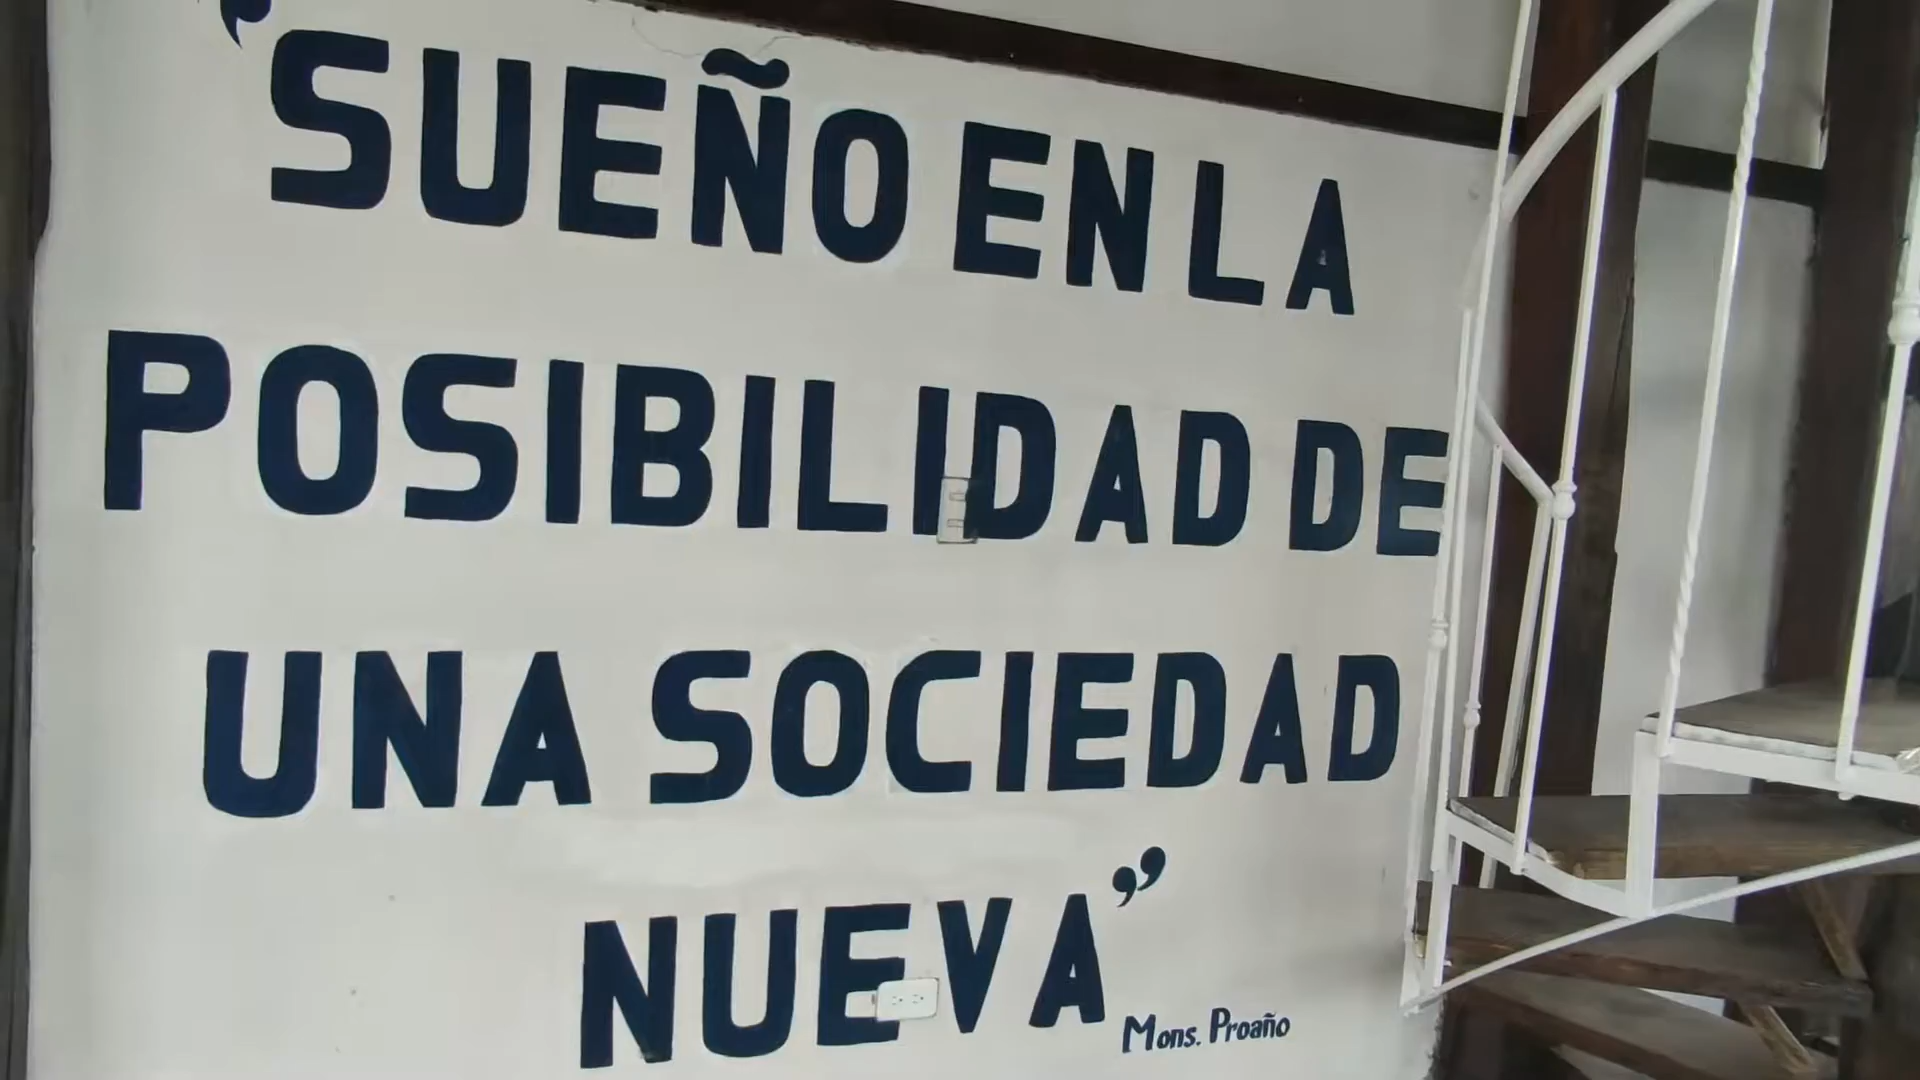 "SUEÑO EN LA
POSIBILIDAD DE
UNA SOCIEDAD
NUEVA"
Mons. Proaño